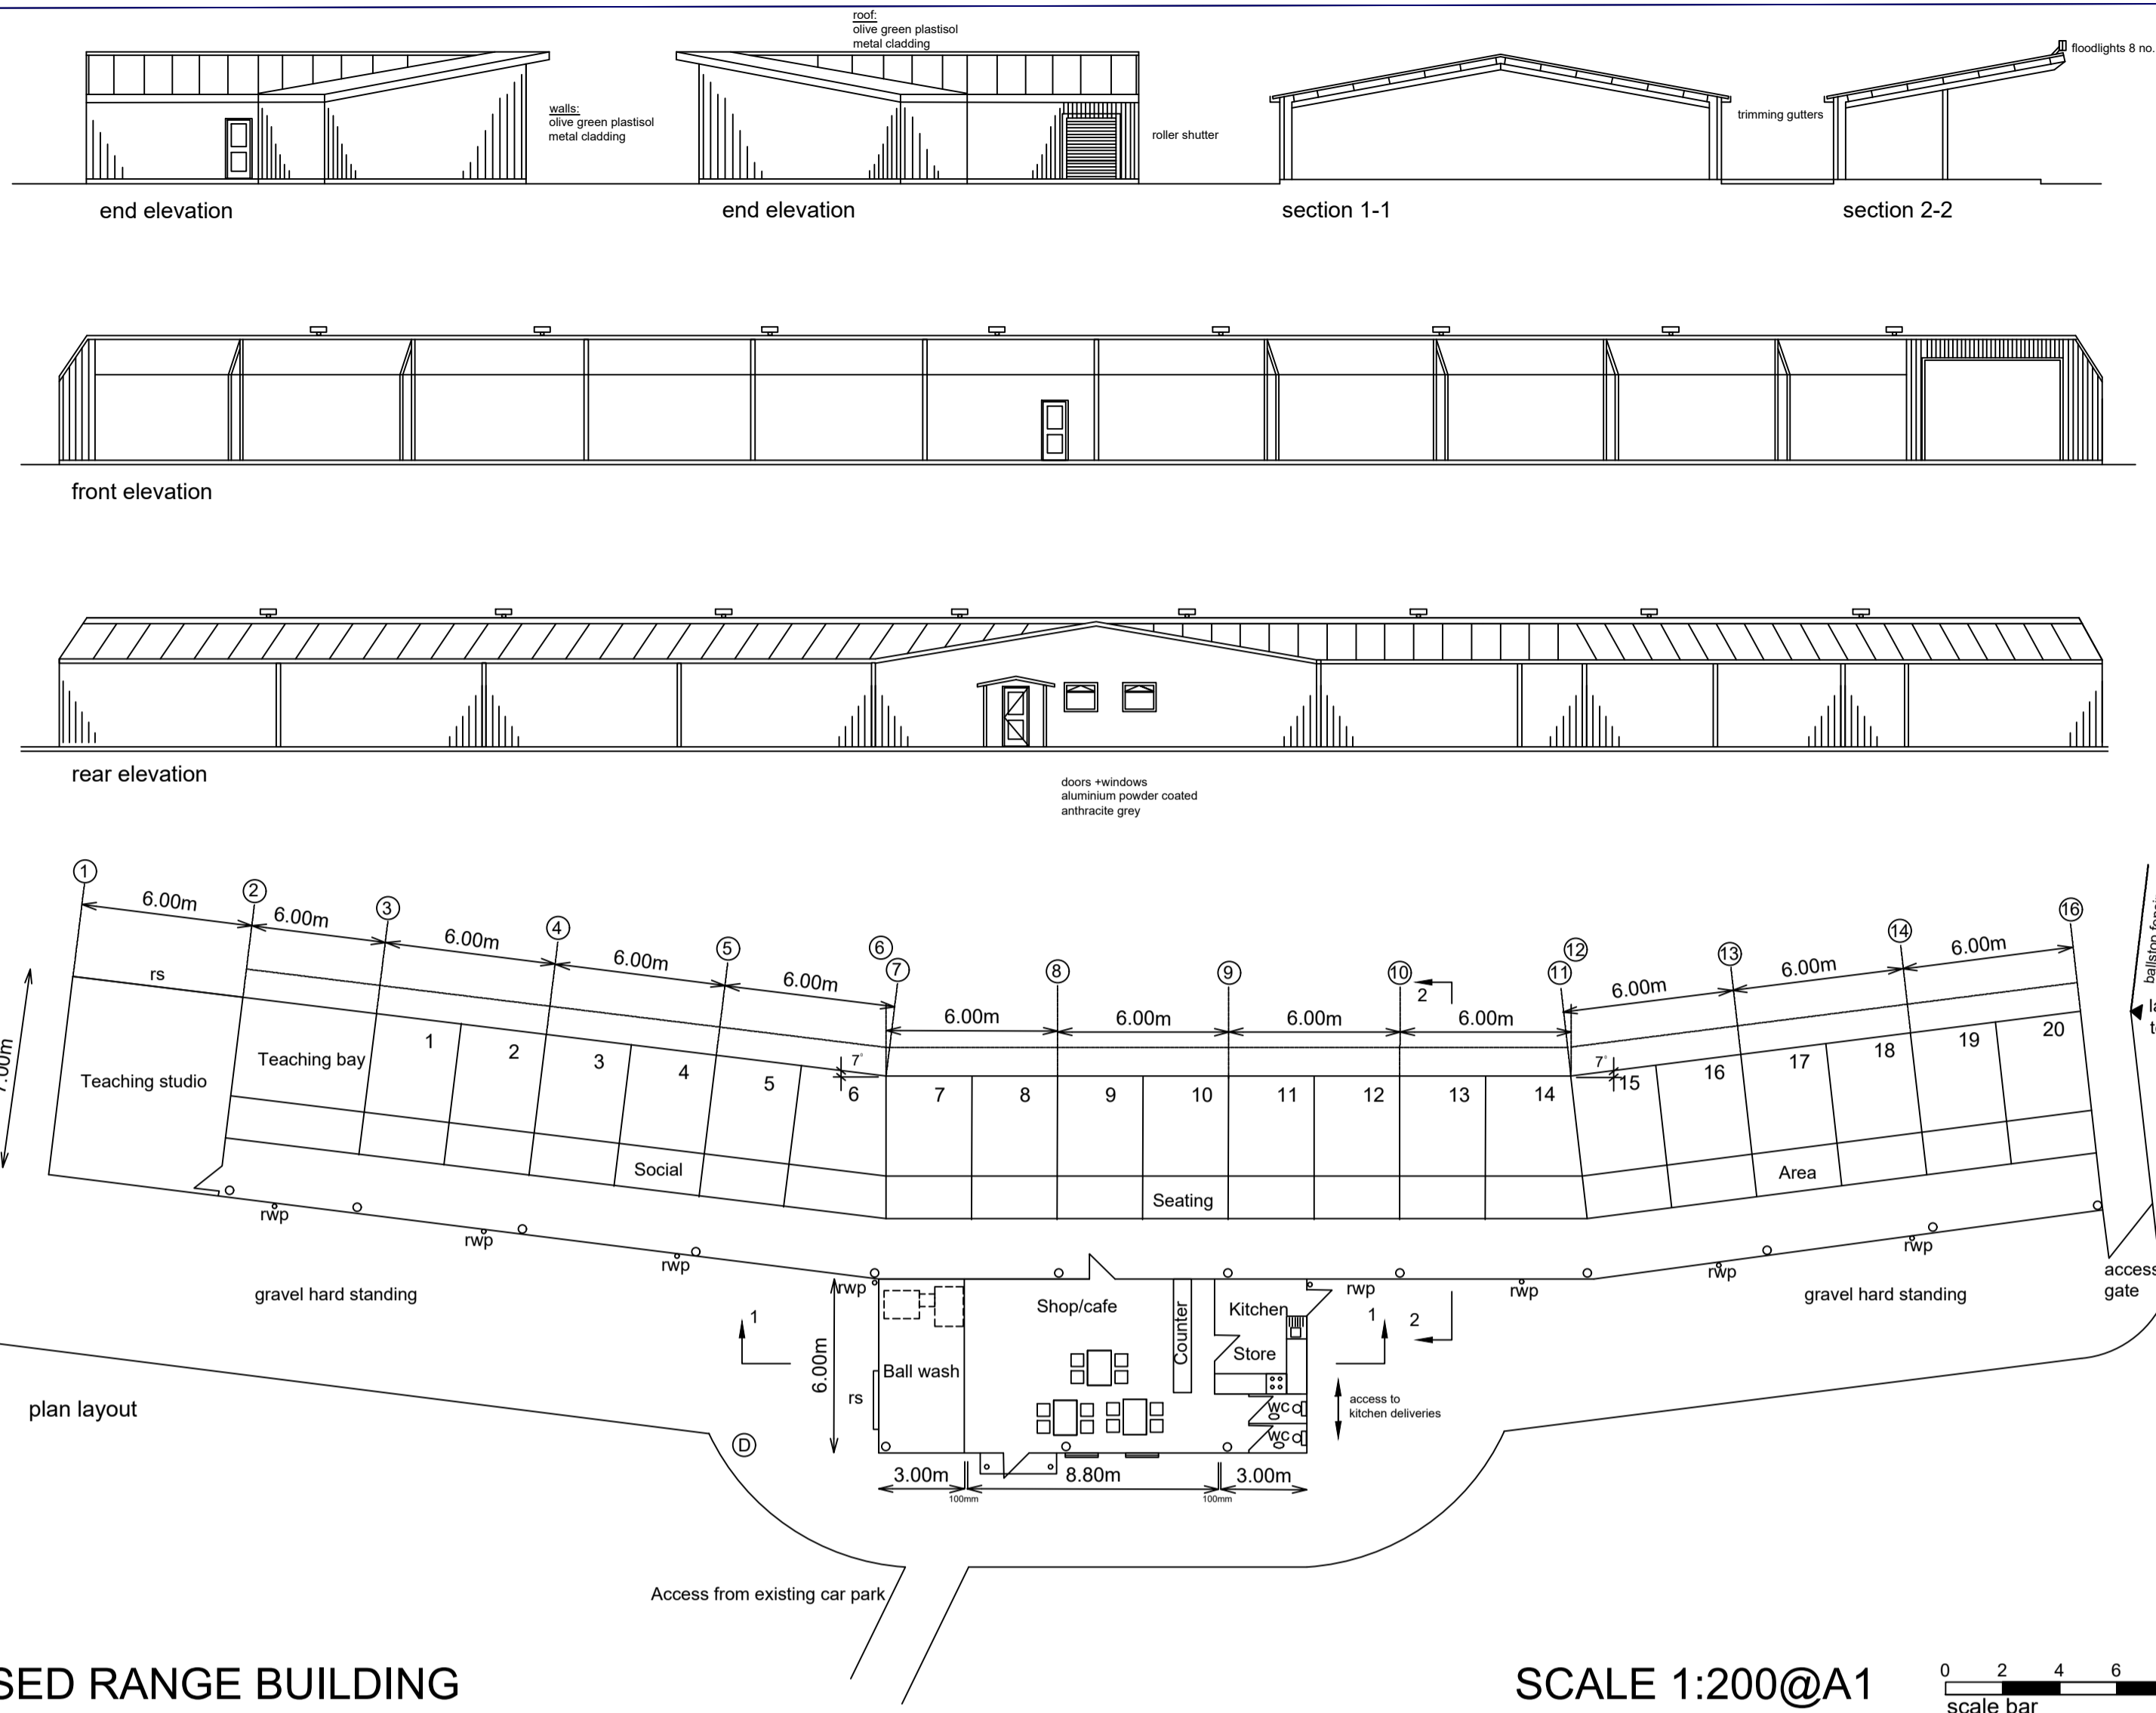 roof:
olive green plastisol
metal cladding
floodlights 8 no.
walls:
olive green plastisol
metal cladding
roller shutter
trimming gutters
end elevation
end elevation
section 1-1
section 2-2
front elevation
rear elevation
doors +windows
aluminium powder coated
anthracite grey
1
2
3
4
5
6
7
8
9
10
11
12
13
14
16
6.00m
6.00m
6.00m
6.00m
6.00m
6.00m
6.00m
6.00m
6.00m
6.00m
6.00m
6.00m
2
7.00m
rs
Teaching studio
Teaching bay
1
2
3
4
5
6
7
8
9
10
11
12
13
14
15
16
17
18
19
20
7°
7°
Social
Seating
Area
rwp
rwp
rwp
rwp
rwp
rwp
rwp
rwp
gravel hard standing
gravel hard standing
access
gate
1
1
2
6.00m
rs
Ball wash
Shop/cafe
Counter
Kitchen
Store
wc
wc
access to
kitchen deliveries
plan layout
D
3.00m
8.80m
3.00m
100mm
100mm
Access from existing car park
SED RANGE BUILDING
SCALE 1:200@A1
0 2 4 6
scale bar